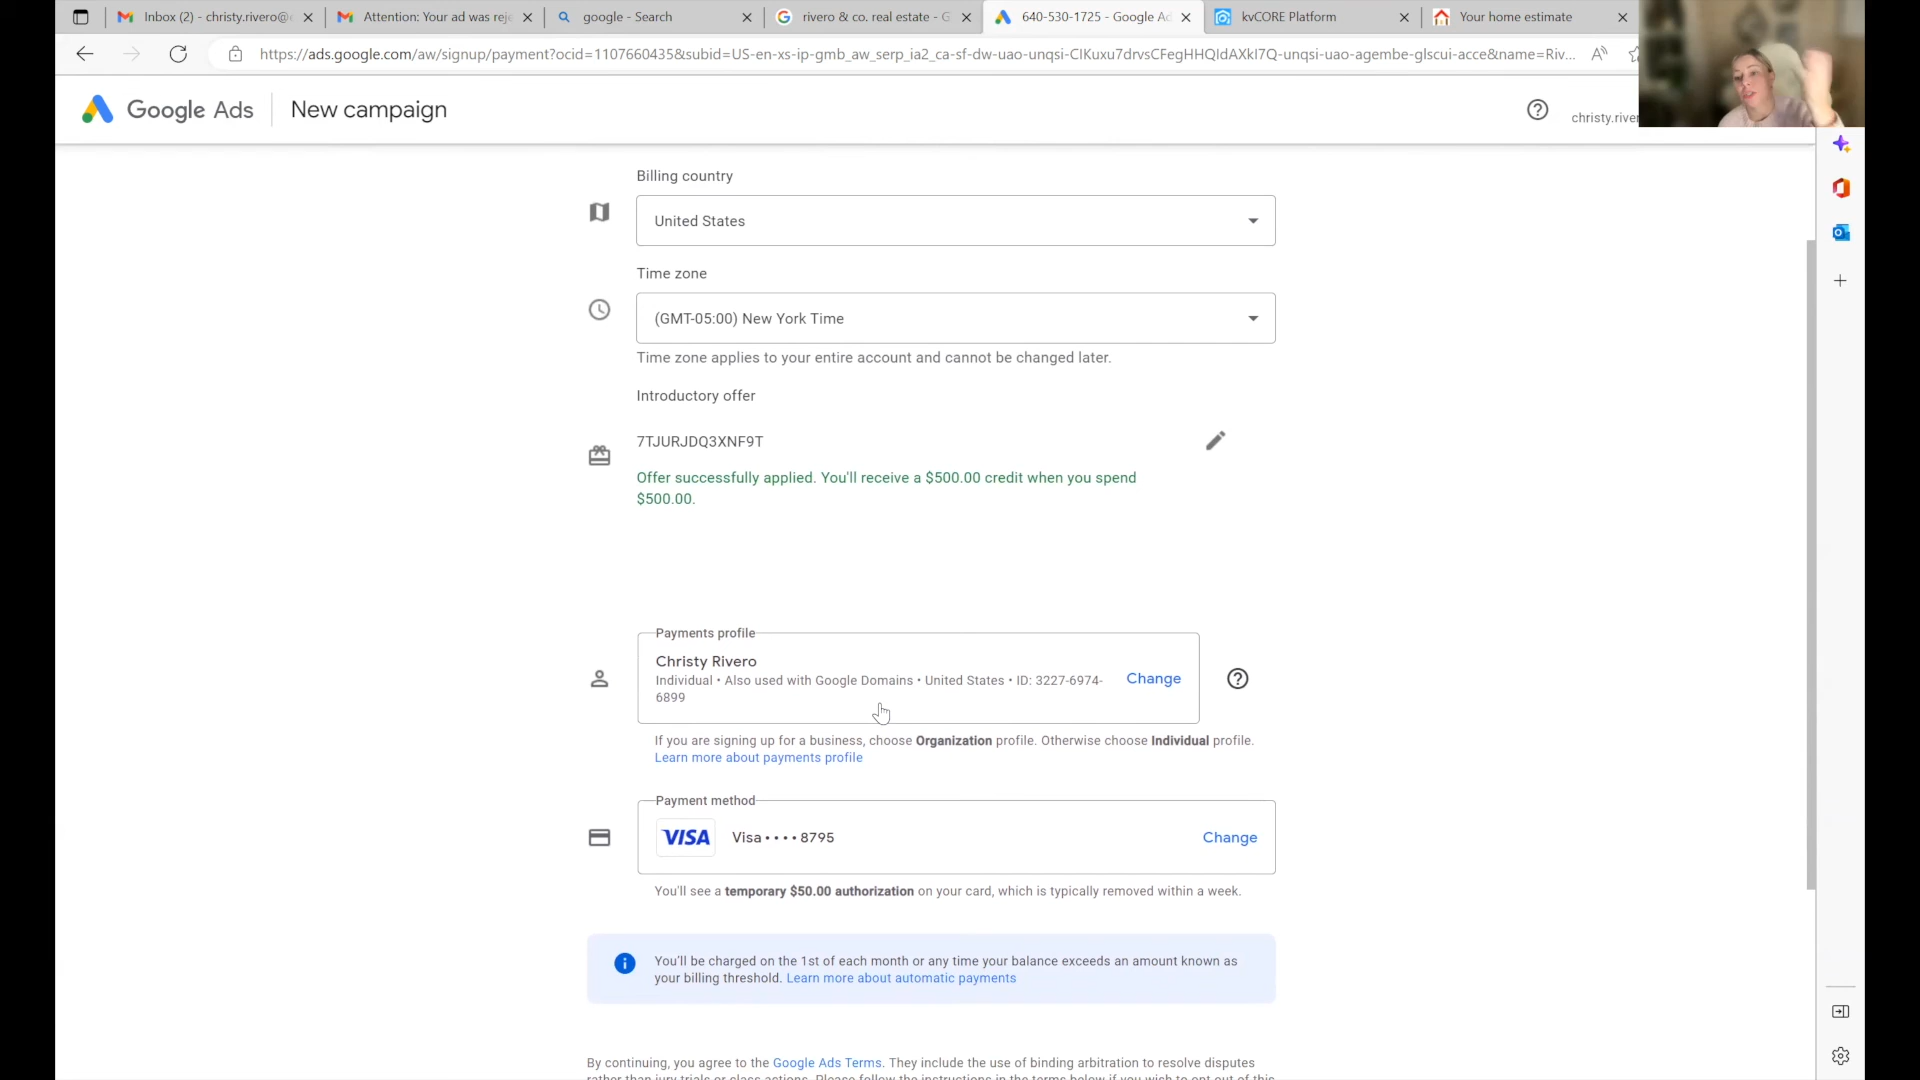 Inbox (2) - christy.rivero@
Attention: Your ad was reje
google - Search
rivero & co. real estate - G
640-530-1725 - Google Ad
kvCORE Platform
Your home estimate
https://ads.google.com/aw/signup/payment?ocid=1107660435&subid=US-en-xs-ip-gmb_aw_serp_ia2_ca-sf-dw-uao-unqsi-CIKuxu7drvsCFegHHQIdAXkI7Q-unqsi-uao-agembe-glscui-acce&name=Riv...
Google Ads
New campaign
christy.river
Billing country
United States
Time zone
(GMT-05:00) New York Time
Time zone applies to your entire account and cannot be changed later.
Introductory offer
7TJURJDQ3XNF9T
Offer successfully applied. You'll receive a $500.00 credit when you spend
$500.00.
Payments profile
Christy Rivero
Individual • Also used with Google Domains • United States • ID: 3227-6974-
6899
Change
If you are signing up for a business, choose Organization profile. Otherwise choose Individual profile.
Learn more about payments profile
Payment method
VISA
Visa •••• 8795
Change
You'll see a temporary $50.00 authorization on your card, which is typically removed within a week.
You'll be charged on the 1st of each month or any time your balance exceeds an amount known as
your billing threshold. Learn more about automatic payments
By continuing, you agree to the Google Ads Terms. They include the use of binding arbitration to resolve disputes
rather than jury trials or class actions. Please follow the instructions in the terms below if you wish to opt out of this